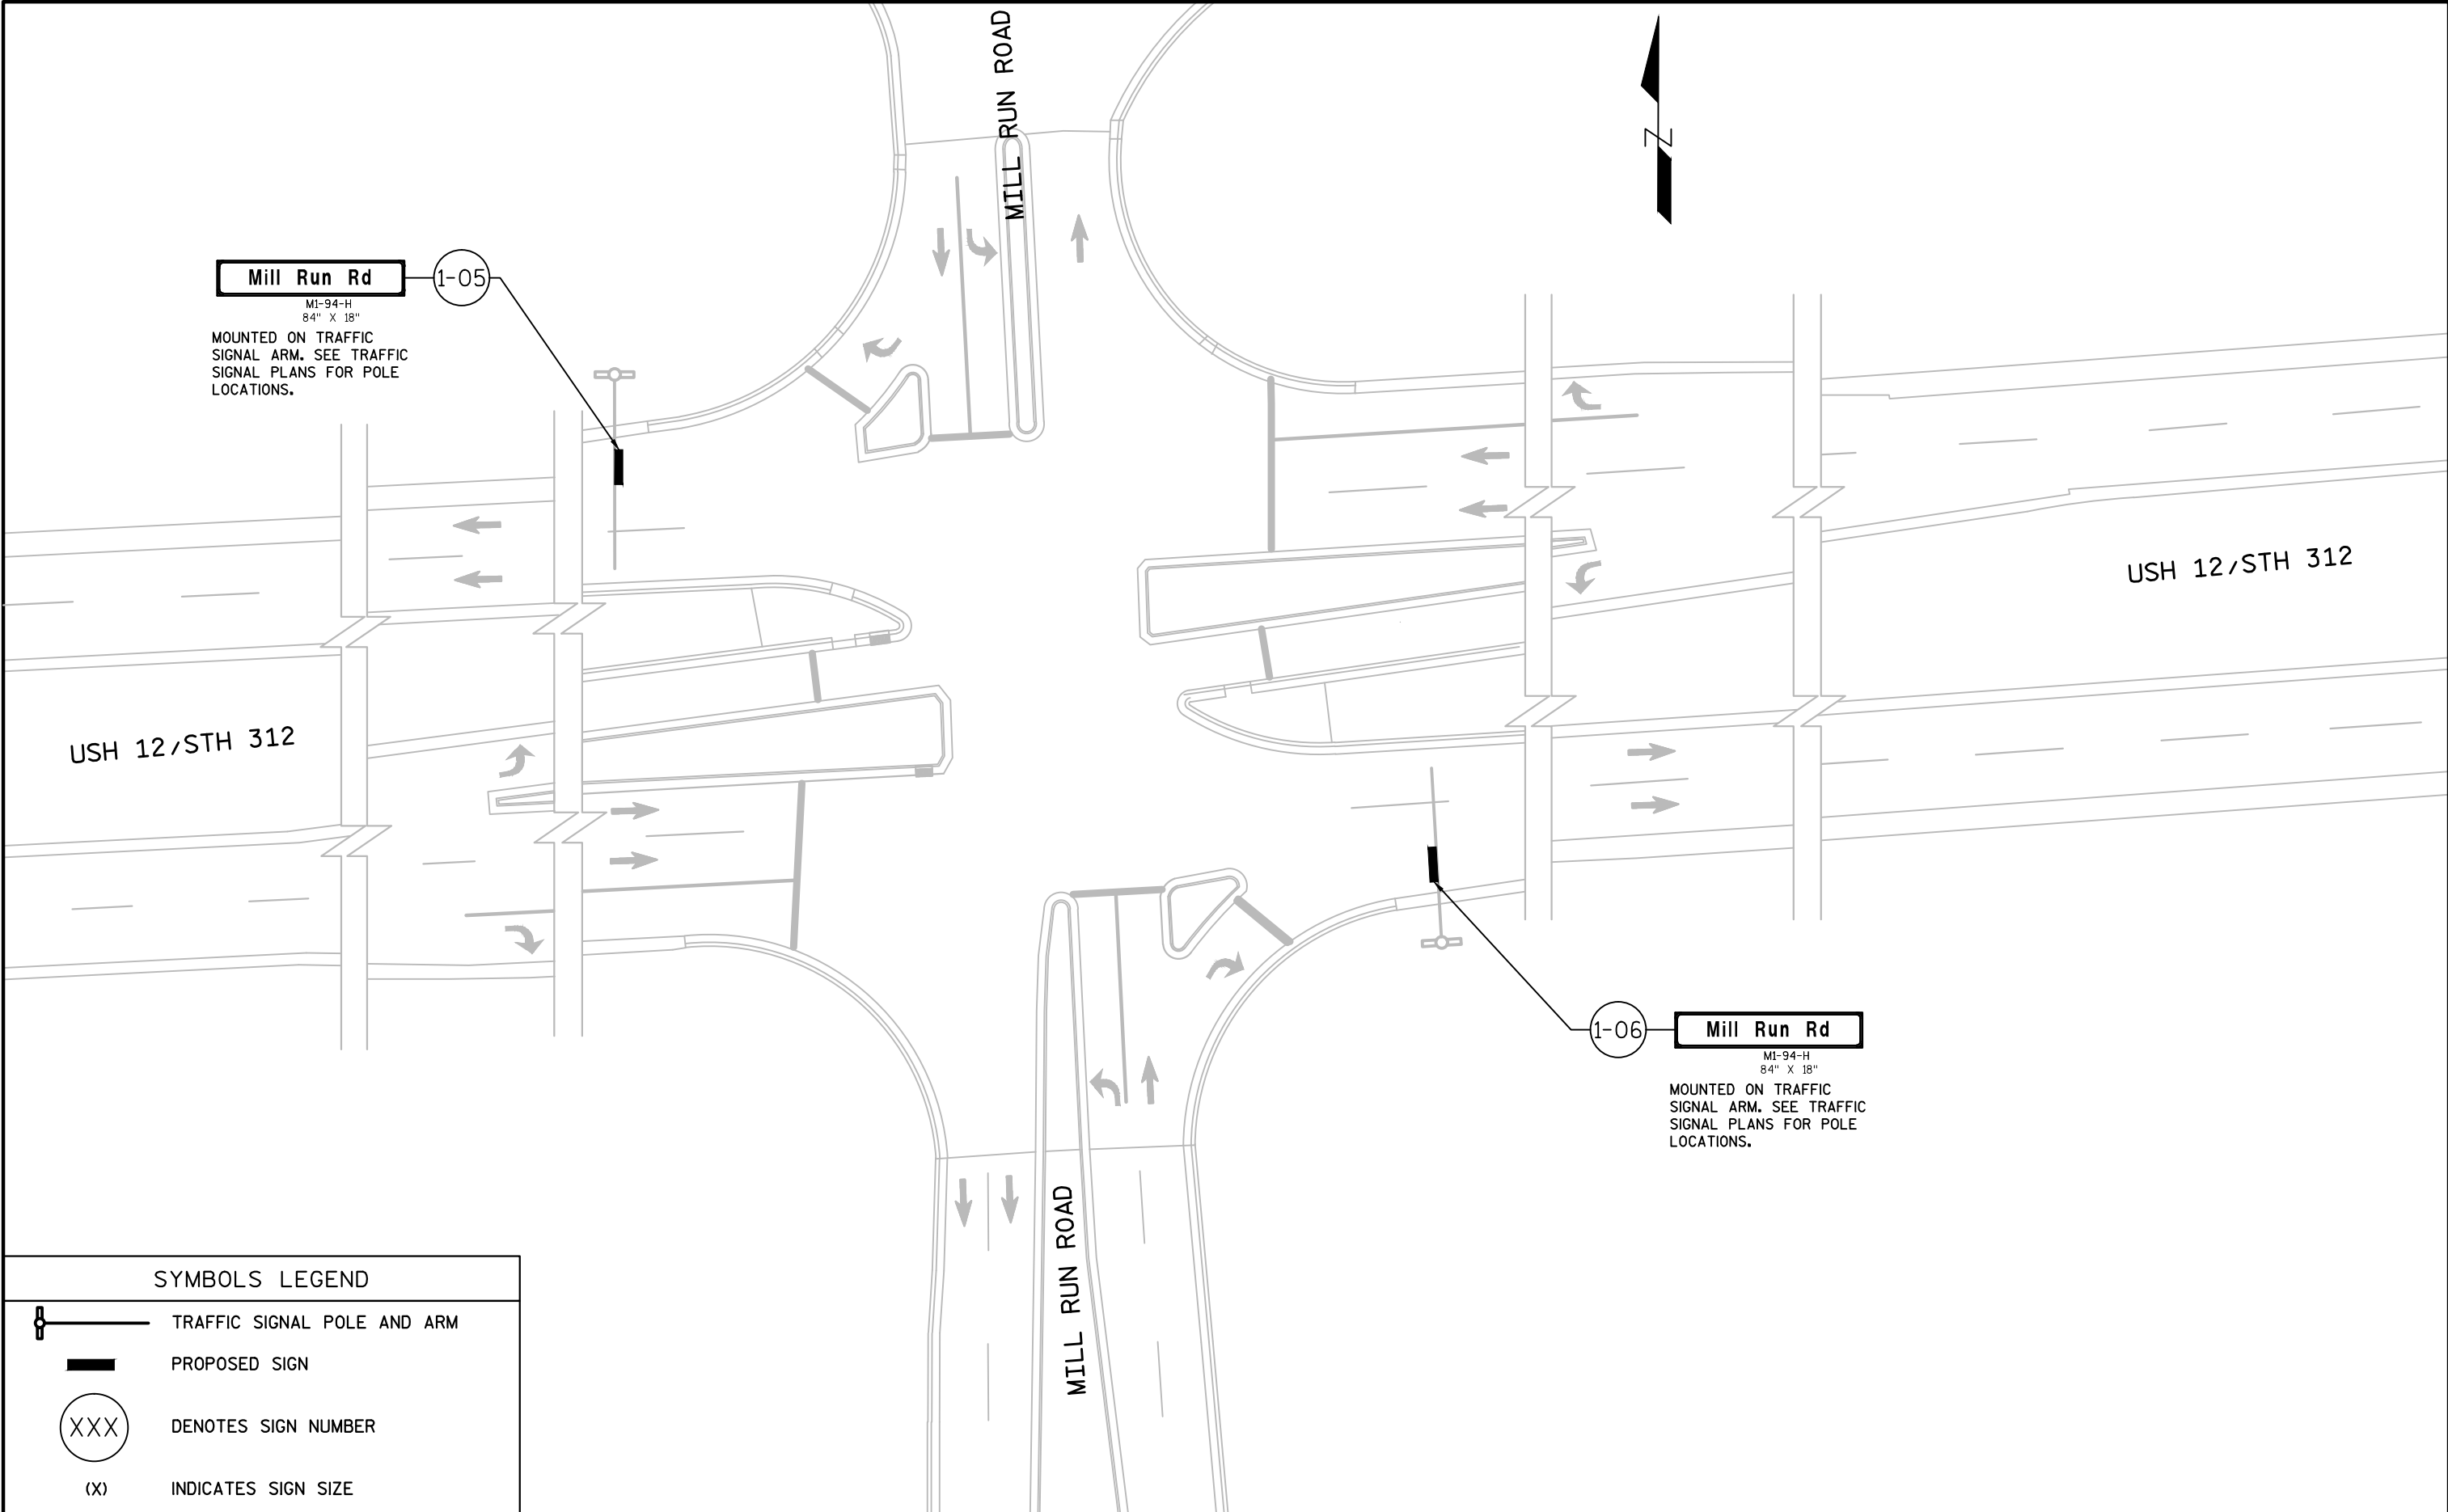 MILL RUN ROAD
N
Mill Run Rd
1-05
M1-94-H
84" X 18"
MOUNTED ON TRAFFIC
SIGNAL ARM. SEE TRAFFIC
SIGNAL PLANS FOR POLE
LOCATIONS.
USH 12/STH 312
USH 12/STH 312
1-06
Mill Run Rd
M1-94-H
84" X 18"
MOUNTED ON TRAFFIC
SIGNAL ARM. SEE TRAFFIC
SIGNAL PLANS FOR POLE
LOCATIONS.
MILL RUN ROAD
SYMBOLS LEGEND
TRAFFIC SIGNAL POLE AND ARM
PROPOSED SIGN
XXX DENOTES SIGN NUMBER
(X) INDICATES SIGN SIZE